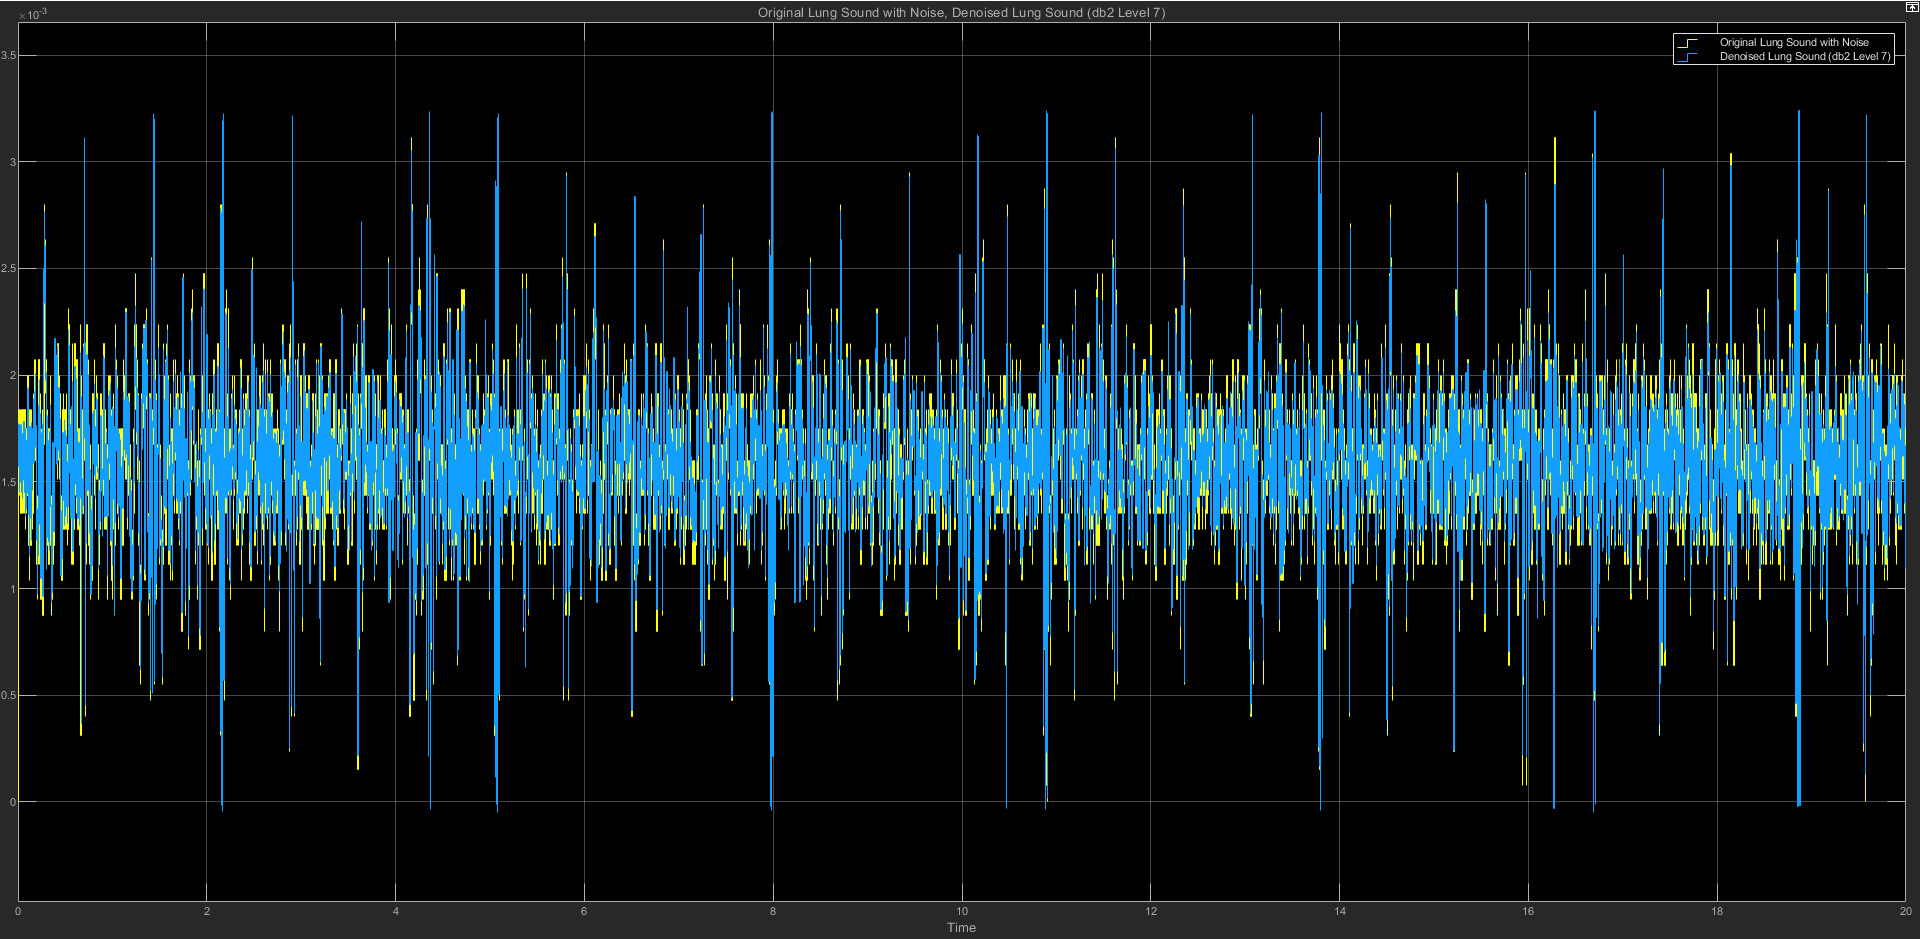 ×10-3
Original Lung Sound with Noise, Denoised Lung Sound (db2 Level 7)
Original Lung Sound with Noise
Denoised Lung Sound (db2 Level 7)
3.5
3
2.5
2
1.5
1
0.5
0
0 2 4 6 8 10 12 14 16 18 20
Time